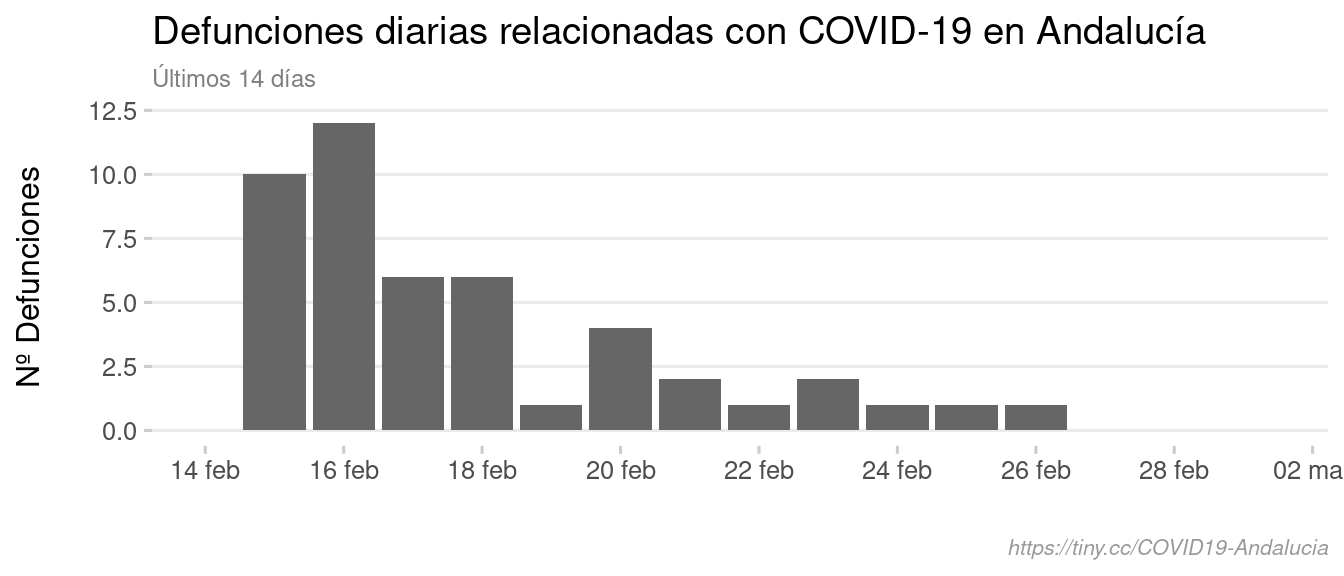 Defunciones diarias relacionadas con COVID-19 en Andalucía
Últimos 14 días
Nº Defunciones
12.5
10.0
7.5
5.0
2.5
0.0
14 feb 16 feb 18 feb 20 feb 22 feb 24 feb 26 feb 28 feb 02 ma
https://tiny.cc/COVID19-Andalucia